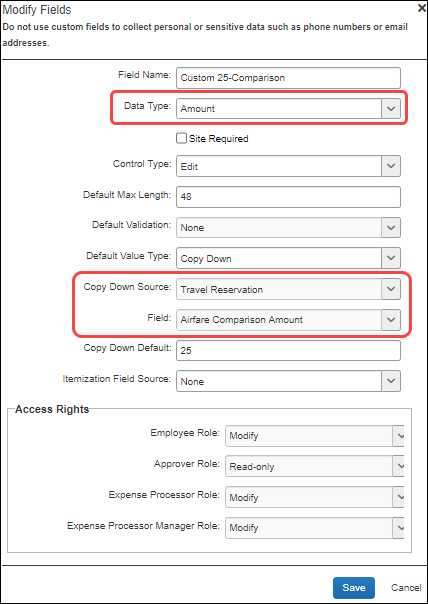 Modify Fields
Do not use custom fields to collect personal or sensitive data such as phone numbers or email
addresses.
Field Name: Custom 25-Comparison
Data Type: Amount
Site Required
Control Type: Edit
Default Max Length: 48
Default Validation: None
Default Value Type: Copy Down
Copy Down Source: Travel Reservation
Field: Airfare Comparison Amount
Copy Down Default: 25
Itemization Field Source: None
Access Rights
Employee Role: Modify
Approver Role: Read-only
Expense Processor Role: Modify
Expense Processor Manager Role: Modify
Save Cancel